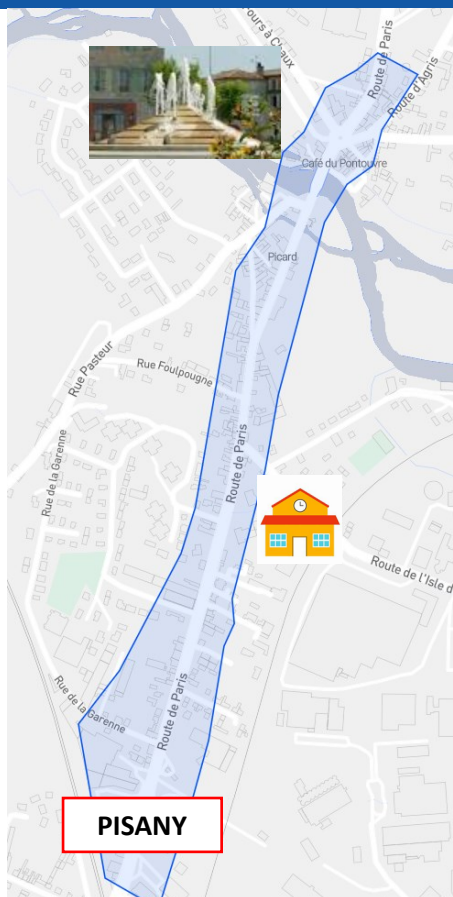 ours à Chaux
Route de Paris
Route d'Agris
Café du Pontouvre
Picard
Rue Pasteur
Rue Foulpougne
Rue de la Garenne
Route de Paris
Route de l'Isle d
Rue de la Garenne
Route de Paris
PISANY